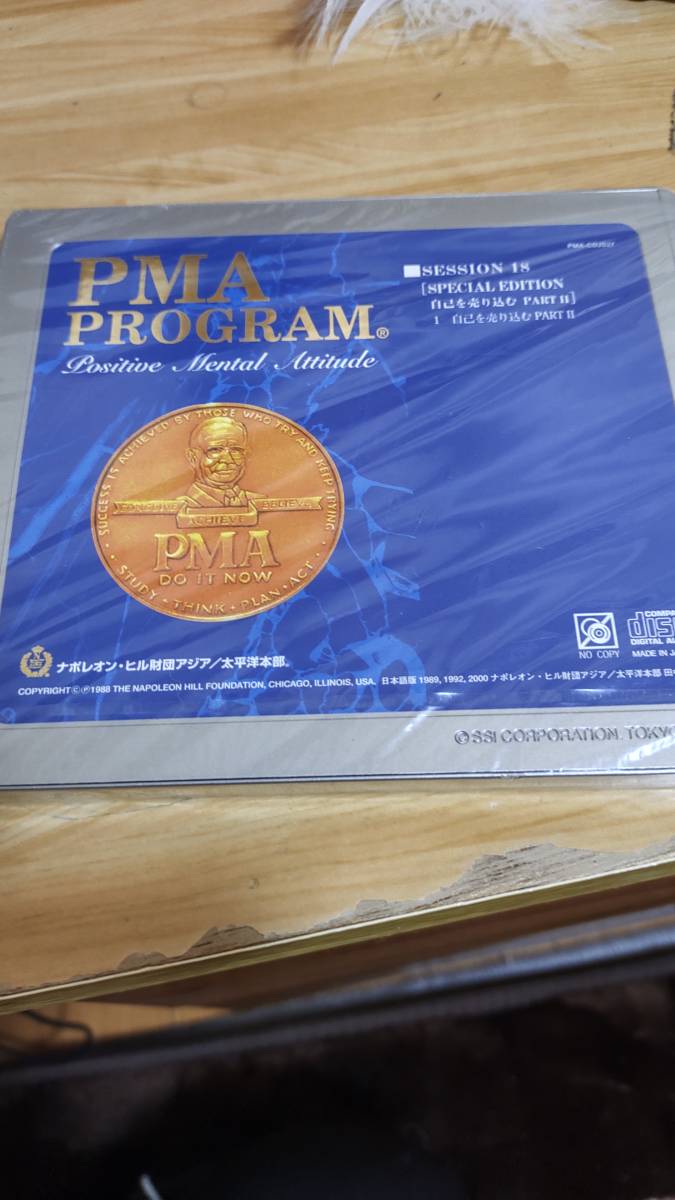 PMA
PROGRAM®
Positive Mental Attitude
■SESSION 18
[SPECIAL EDITION
自己を売り込む PART II]
1 自己を売り込む PART II
SUCCESS IS ACHIEVED BY THOSE WHO TRY AND KEEP TRYING
BELIEVE
ACHIEVE
PMA
DO IT NOW
· STUDY · THINK · PLAN · ACT ·
ナポレオン・ヒル財団アジア/太平洋本部®
COPYRIGHT©℗1988 THE NAPOLEON HILL FOUNDATION, CHICAGO, ILLINOIS, USA. 日本語版 1989, 1992, 2000 ナポレオン・ヒル財団アジア/太平洋本部 田
NO COPY
COMPA
disc
DIGITAL AU
MADE IN JA
© SSI CORPORATION. TOKYO